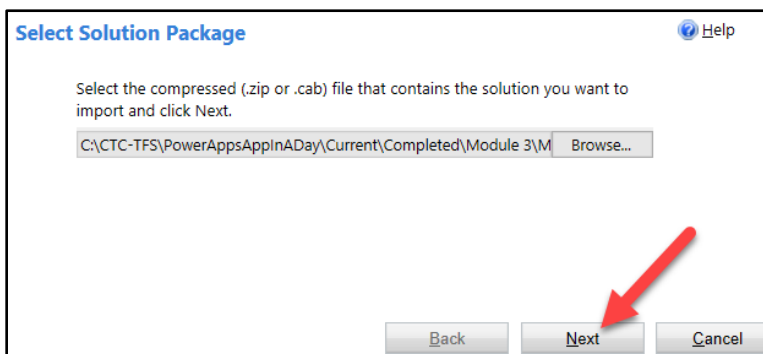 Select Solution Package
Help
Select the compressed (.zip or .cab) file that contains the solution you want to
import and click Next.
C:\CTC-TFS\PowerAppsAppInADay\Current\Completed\Module 3\M
Browse...
Back
Next
Cancel